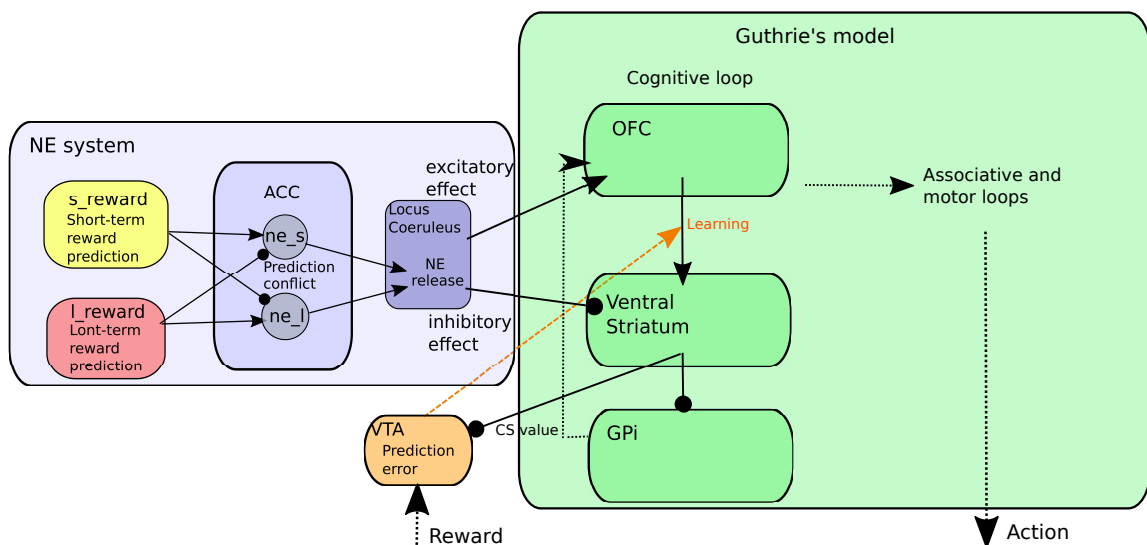 Guthrie's model
Cognitive loop
OFC
NE system
excitatory
effect
s_reward
Short-term
reward
prediction
ACC
ne_s
Prediction
conflict
ne_l
Locus
Coeruleus
NE
release
Associative and
motor loops
Learning
l_reward
Lont-term
reward
prediction
inhibitory
effect
Ventral
Striatum
VTA
Prediction
error
CS value
GPi
Reward
Action